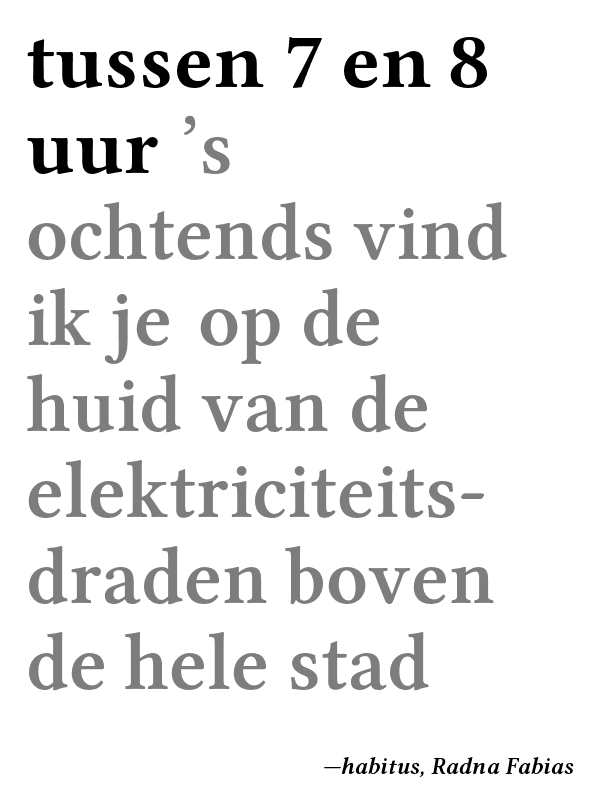 tussen 7 en 8
uur ’s
ochtends vind
ik je op de
huid van de
elektriciteits-
draden boven
de hele stad
—habitus, Radna Fabias